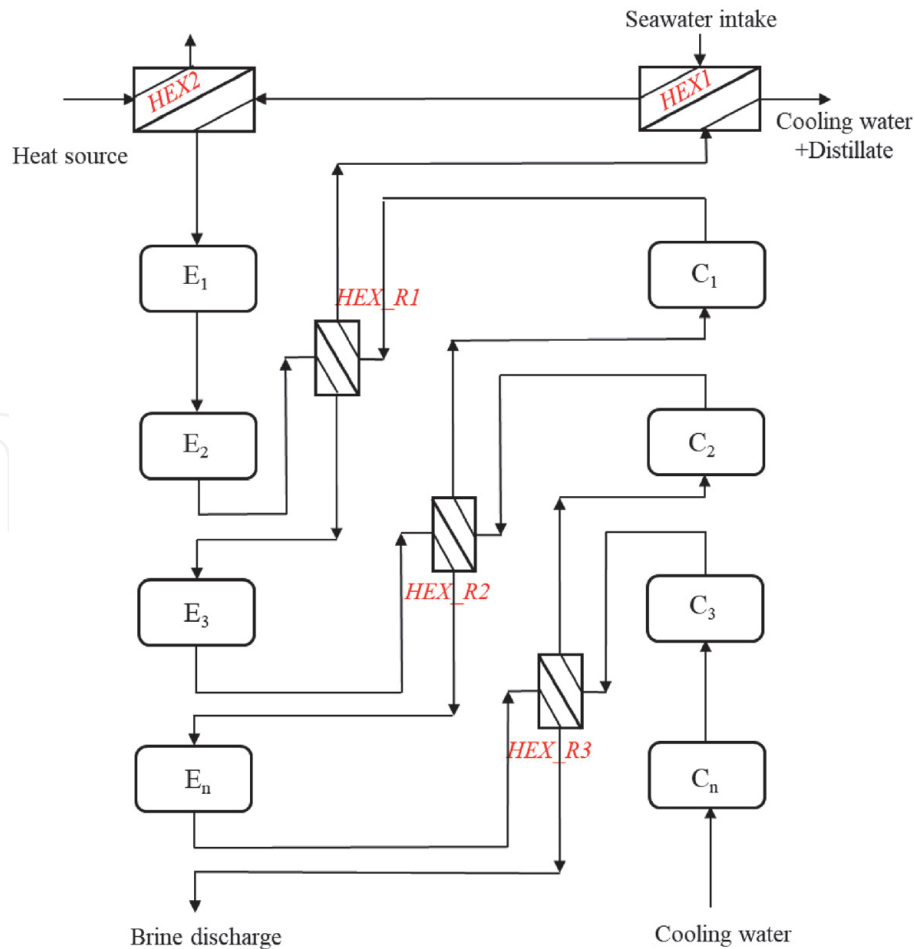 Seawater intake
HEX2
HEX1
Heat source
Cooling water
+Distillate
E₁
C₁
HEX_R1
E₂
C₂
HEX_R2
E₃
C₃
HEX_R3
Eₙ
Cₙ
Brine discharge
Cooling water